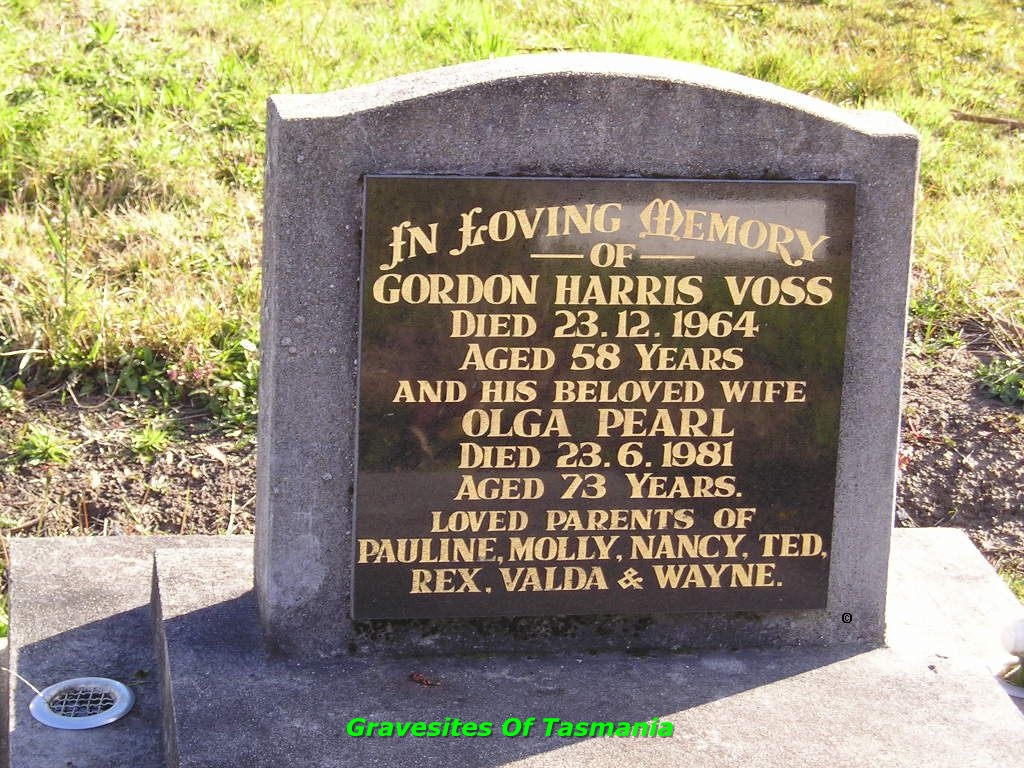 In Loving Memory
OF
GORDON HARRIS VOSS
DIED 23.12.1964
AGED 58 YEARS
AND HIS BELOVED WIFE
OLGA PEARL
DIED 23.6.1981
AGED 73 YEARS.
LOVED PARENTS OF
PAULINE, MOLLY, NANCY, TED,
REX, VALDA & WAYNE.
Gravesites Of Tasmania